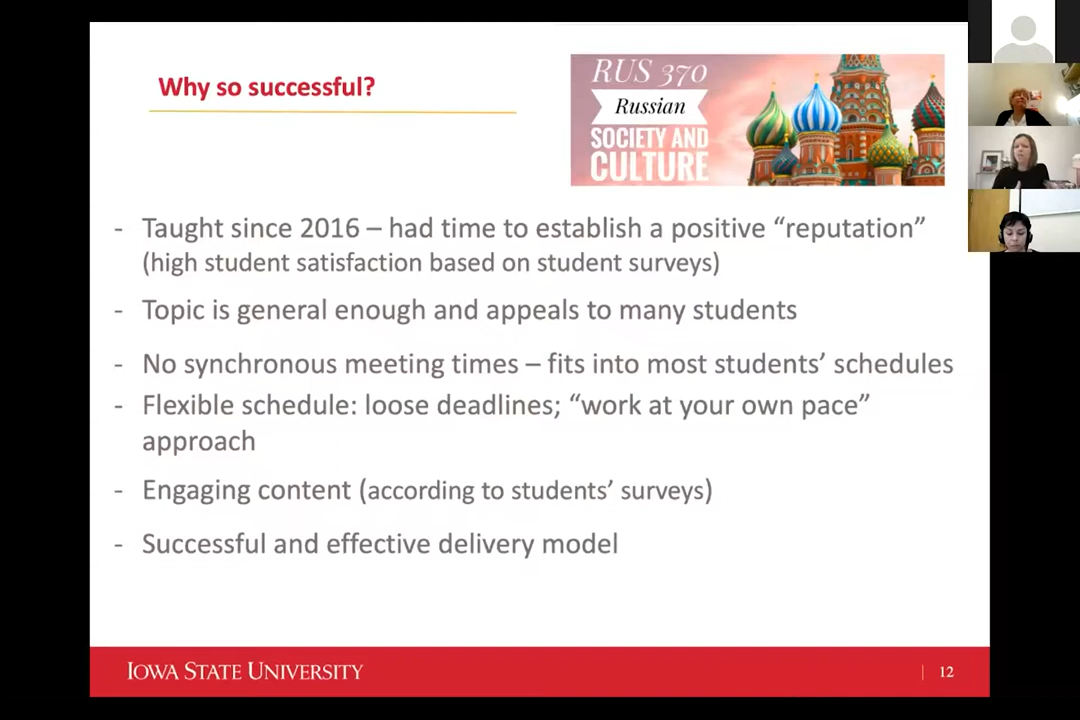 Why so successful?
RUS 370
Russian
SOCIETY AND
CULTURE
- Taught since 2016 – had time to establish a positive “reputation”
(high student satisfaction based on student surveys)
- Topic is general enough and appeals to many students
- No synchronous meeting times – fits into most students’ schedules
- Flexible schedule: loose deadlines; “work at your own pace”
approach
- Engaging content (according to students’ surveys)
- Successful and effective delivery model
IOWA STATE UNIVERSITY
| 12